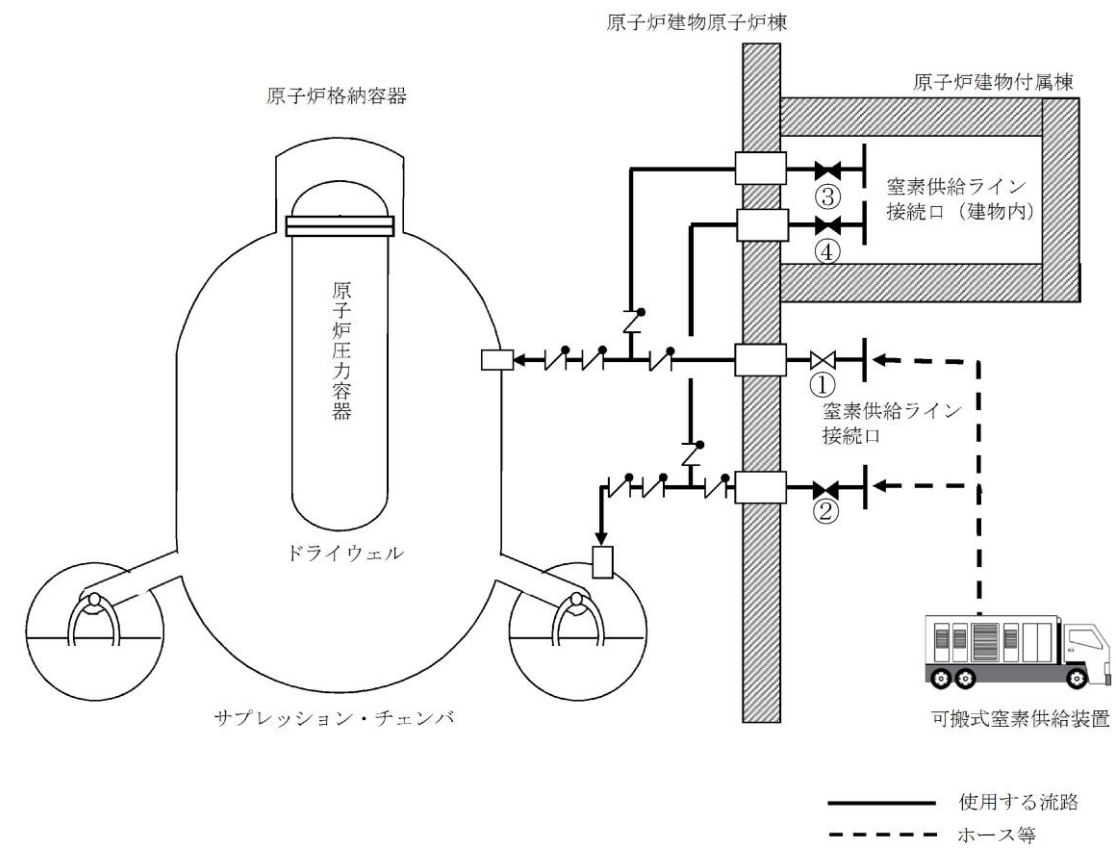 原子炉建物原子炉棟
原子炉建物付属棟
原子炉格納容器
③
窒素供給ライン
接続口（建物内）
④
原子炉圧力容器
①
窒素供給ライン
接続口
②
ドライウェル
サプレッション・チェンバ
可搬式窒素供給装置
使用する流路
ホース等